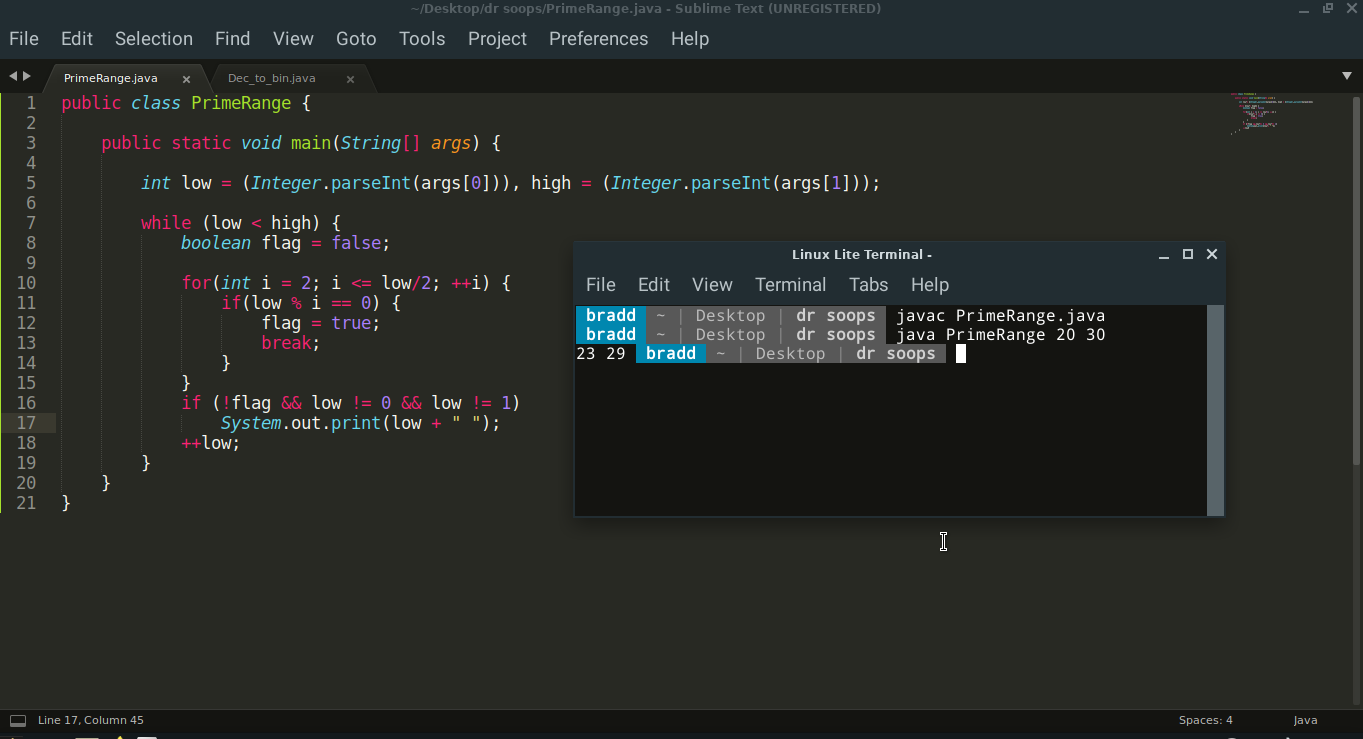 ~/Desktop/dr soops/PrimeRange.java - Sublime Text (UNREGISTERED)
File Edit Selection Find View Goto Tools Project Preferences Help
PrimeRange.java × Dec_to_bin.java ×
1 public class PrimeRange {
2
3     public static void main(String[] args) {
4
5         int low = (Integer.parseInt(args[0])), high = (Integer.parseInt(args[1]));
6
7         while (low < high) {
8             boolean flag = false;
9
10             for(int i = 2; i <= low/2; ++i) {
11                 if(low % i == 0) {
12                     flag = true;
13                     break;
14                 }
15             }
16             if (!flag && low != 0 && low != 1)
17                 System.out.print(low + " ");
18             ++low;
19         }
20     }
21 }
Linux Lite Terminal -
File Edit View Terminal Tabs Help
bradd ~ | Desktop | dr soops javac PrimeRange.java
bradd ~ | Desktop | dr soops java PrimeRange 20 30
23 29 bradd ~ | Desktop | dr soops
Line 17, Column 45 Spaces: 4 Java